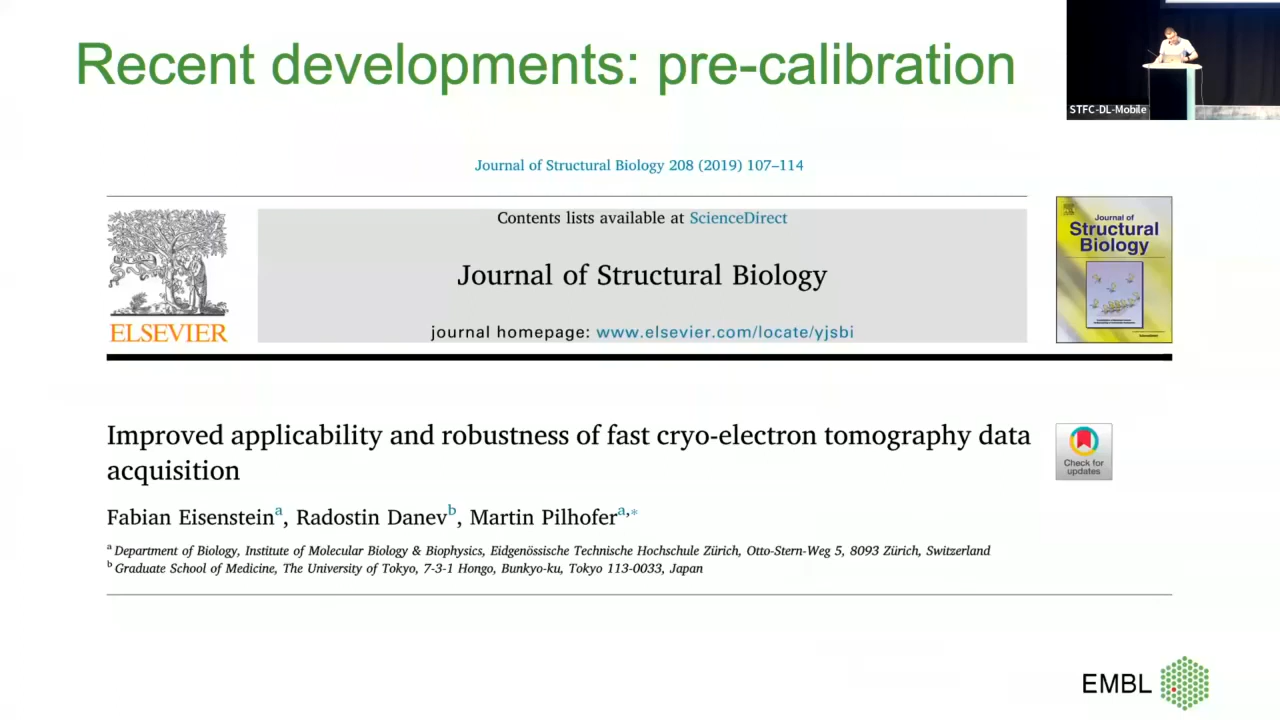 Recent developments: pre-calibration
STFC-DL-Mobile
Journal of Structural Biology 208 (2019) 107–114
Contents lists available at ScienceDirect
Journal of Structural Biology
journal homepage: www.elsevier.com/locate/yjsbi
ELSEVIER
Journal of
Structural
Biology
Improved applicability and robustness of fast cryo-electron tomography data
acquisition
Check for
updates
Fabian Eisensteinᵃ, Radostin Danevᵇ, Martin Pilhoferᵃ,*
ᵃ Department of Biology, Institute of Molecular Biology & Biophysics, Eidgenössische Technische Hochschule Zürich, Otto-Stern-Weg 5, 8093 Zürich, Switzerland
ᵇ Graduate School of Medicine, The University of Tokyo, 7-3-1 Hongo, Bunkyo-ku, Tokyo 113-0033, Japan
EMBL